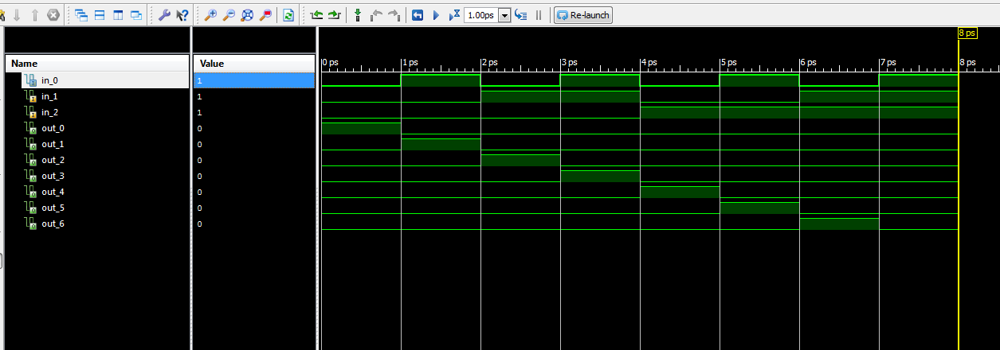 1.00ps Re-launch
8 ps
Name Value
0 ps 1 ps 2 ps 3 ps 4 ps 5 ps 6 ps 7 ps 8 ps
in_0 1
in_1 1
in_2 1
out_0 0
out_1 0
out_2 0
out_3 0
out_4 0
out_5 0
out_6 0